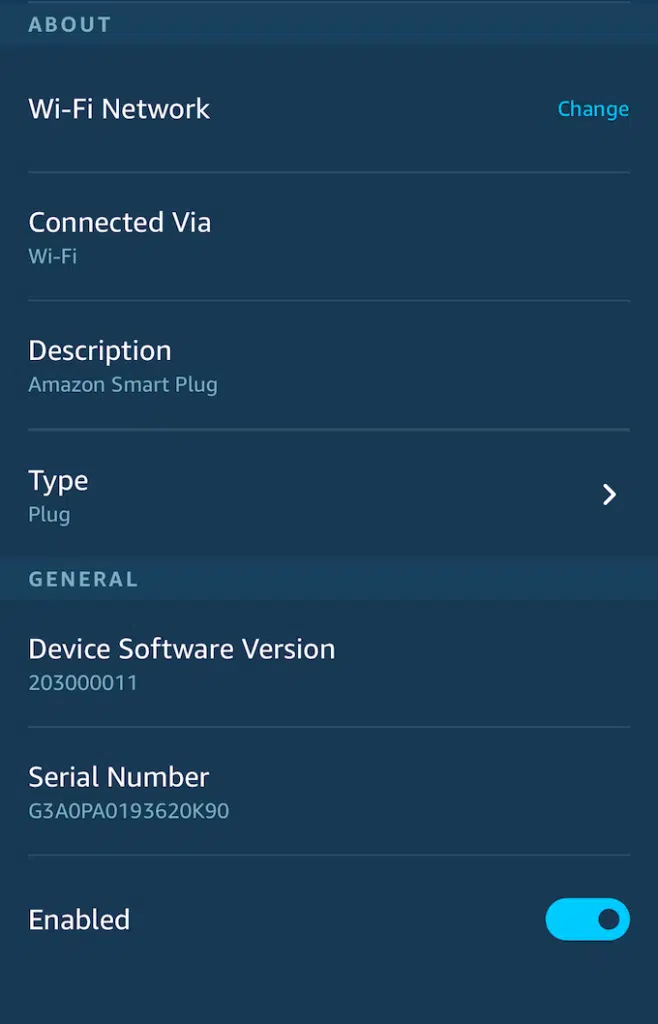 ABOUT
Wi-Fi Network
Change
Connected Via
Wi-Fi
Description
Amazon Smart Plug
Type
Plug
GENERAL
Device Software Version
203000011
Serial Number
G3A0PA0193620K90
Enabled